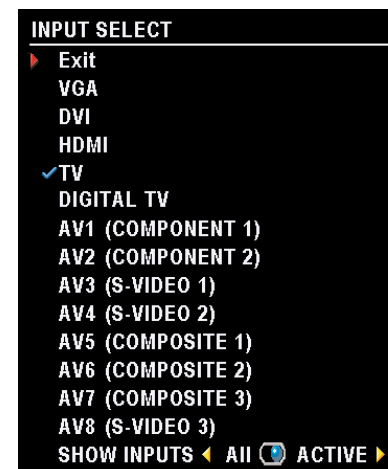 INPUT SELECT
Exit
VGA
DVI
HDMI
TV
DIGITAL TV
AV1 (COMPONENT 1)
AV2 (COMPONENT 2)
AV3 (S-VIDEO 1)
AV4 (S-VIDEO 2)
AV5 (COMPOSITE 1)
AV6 (COMPOSITE 2)
AV7 (COMPOSITE 3)
AV8 (S-VIDEO 3)
SHOW INPUTS All ACTIVE